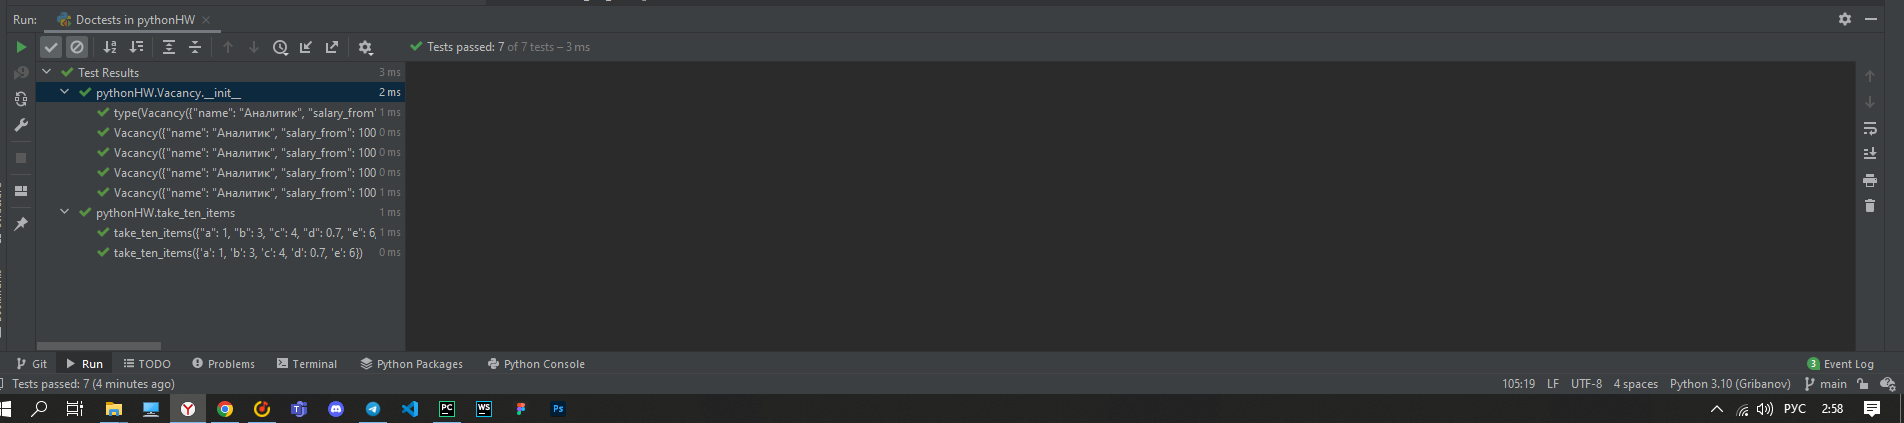 Run: Doctests in pythonHW
Tests passed: 7 of 7 tests – 3 ms
Test Results 3 ms
pythonHW.Vacancy.__init__ 2 ms
type(Vacancy({"name": "Аналитик", "salary_from" 1 ms
Vacancy({"name": "Аналитик", "salary_from": 100 0 ms
Vacancy({"name": "Аналитик", "salary_from": 100 0 ms
Vacancy({"name": "Аналитик", "salary_from": 100 0 ms
Vacancy({"name": "Аналитик", "salary_from": 100 1 ms
pythonHW.take_ten_items 1 ms
take_ten_items({"a": 1, "b": 3, "c": 4, "d": 0.7, "e": 6, 1 ms
take_ten_items({'a': 1, 'b': 3, 'c': 4, 'd': 0.7, 'e': 6}) 0 ms
Git Run TODO Problems Terminal Python Packages Python Console 3 Event Log
Tests passed: 7 (4 minutes ago) 105:19 LF UTF-8 4 spaces Python 3.10 (Gribanov) main
PC WS Ps РУС 2:58